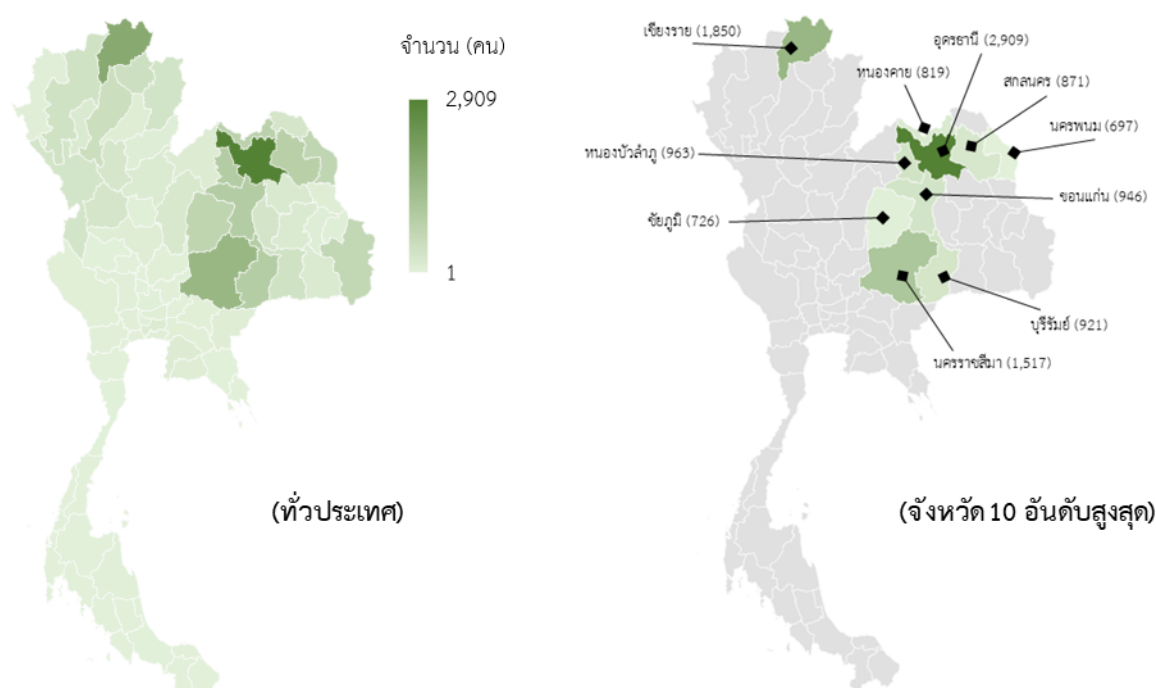 จำนวน (คน)
2,909
1
(ทั่วประเทศ)
เชียงราย (1,850)
อุดรธานี (2,909)
หนองคาย (819)
สกลนคร (871)
นครพนม (697)
หนองบัวลำภู (963)
ขอนแก่น (946)
ชัยภูมิ (726)
บุรีรัมย์ (921)
นครราชสีมา (1,517)
(จังหวัด 10 อันดับสูงสุด)